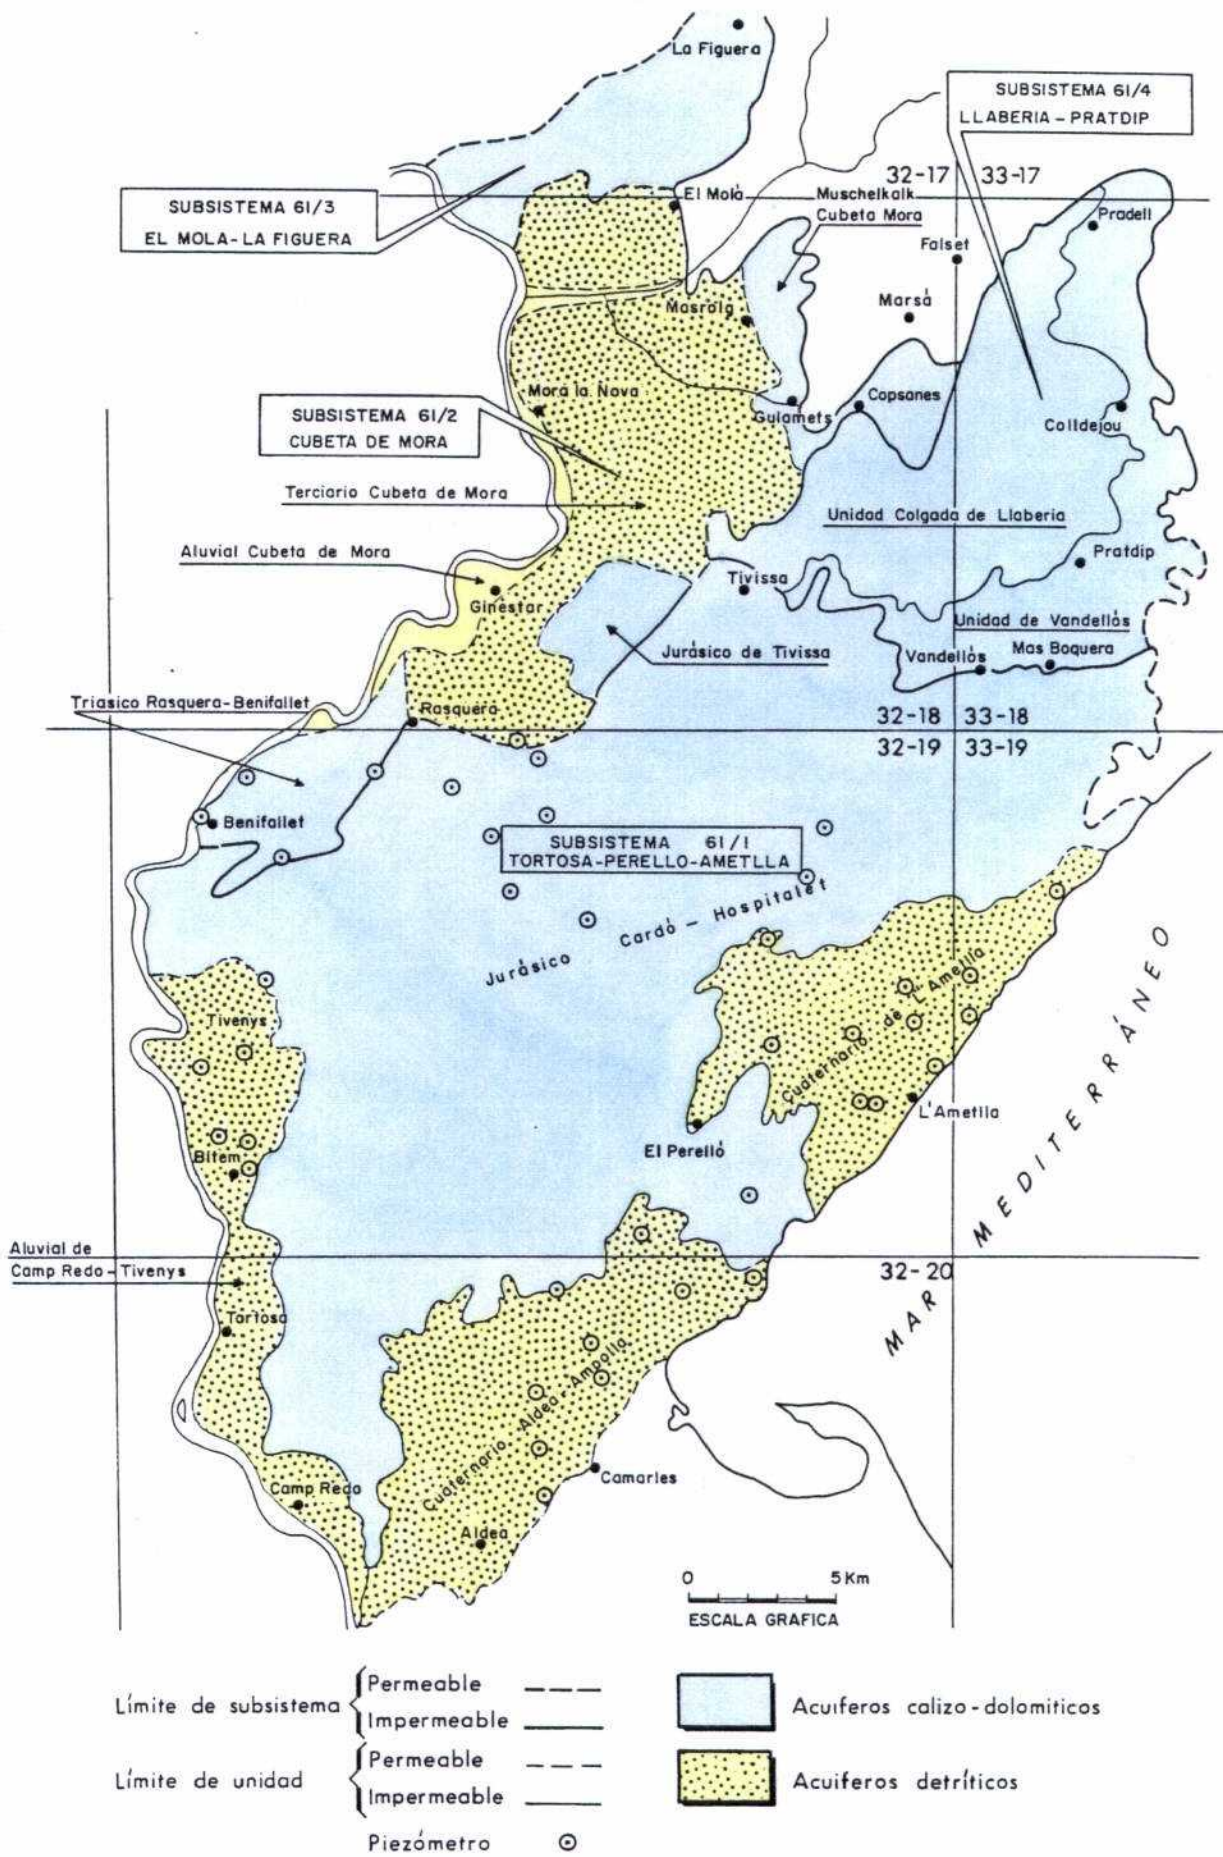 La Figuera
SUBSISTEMA 61/4
LLABERIA - PRATDIP
32-17 33-17
SUBSISTEMA 61/3
EL MOLA-LA FIGUERA
El Molá
Muschelkalk
Cubeta Mora
Pradell
Falset
Marsá
Masroig
Mora la Nova
SUBSISTEMA 61/2
CUBETA DE MORA
Guiamets
Copsanes
Colldejou
Terciario Cubeta de Mora
Unidad Colgada de Llaberia
Aluvial Cubeta de Mora
Pratdip
Tivissa
Ginestar
Unidad de Vandellós
Jurásico de Tivissa
Vandellós
Mas Boquera
Triasico Rasquera-Benifallet
Rasquera
32-18 33-18
32-19 33-19
Benifallet
SUBSISTEMA 61/1
TORTOSA-PERELLO-AMETLLA
Jurásico Cardó - Hospitalet
Tivenys
Cuaternario de L'Ametlla
MAR MEDITERRÁNEO
L'Ametlla
El Perelló
Bitem
Aluvial de
Camp Redo-Tivenys
32-20
Tortosa
Cuaternario Aldea-Ampolla
Camarles
Camp Redo
Aldea
0 5 Km
ESCALA GRAFICA
Límite de subsistema
Permeable
Impermeable
Acuiferos calizo-dolomiticos
Límite de unidad
Permeable
Impermeable
Acuiferos detríticos
Piezómetro